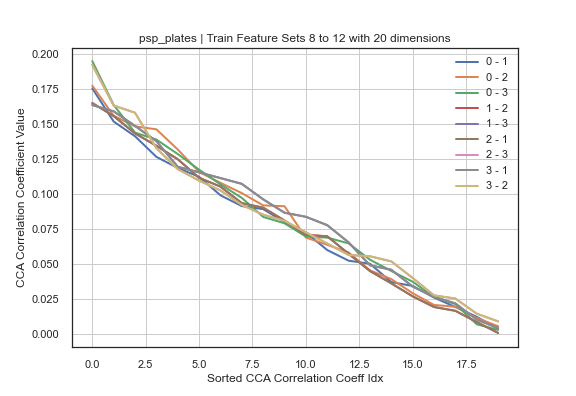 psp_plates | Train Feature Sets 8 to 12 with 20 dimensions
0.200
0.175
0.150
0.125
0.100
0.075
0.050
0.025
0.000
CCA Correlation Coefficient Value
0 - 1
0 - 2
0 - 3
1 - 2
1 - 3
2 - 1
2 - 3
3 - 1
3 - 2
0.0 2.5 5.0 7.5 10.0 12.5 15.0 17.5
Sorted CCA Correlation Coeff Idx